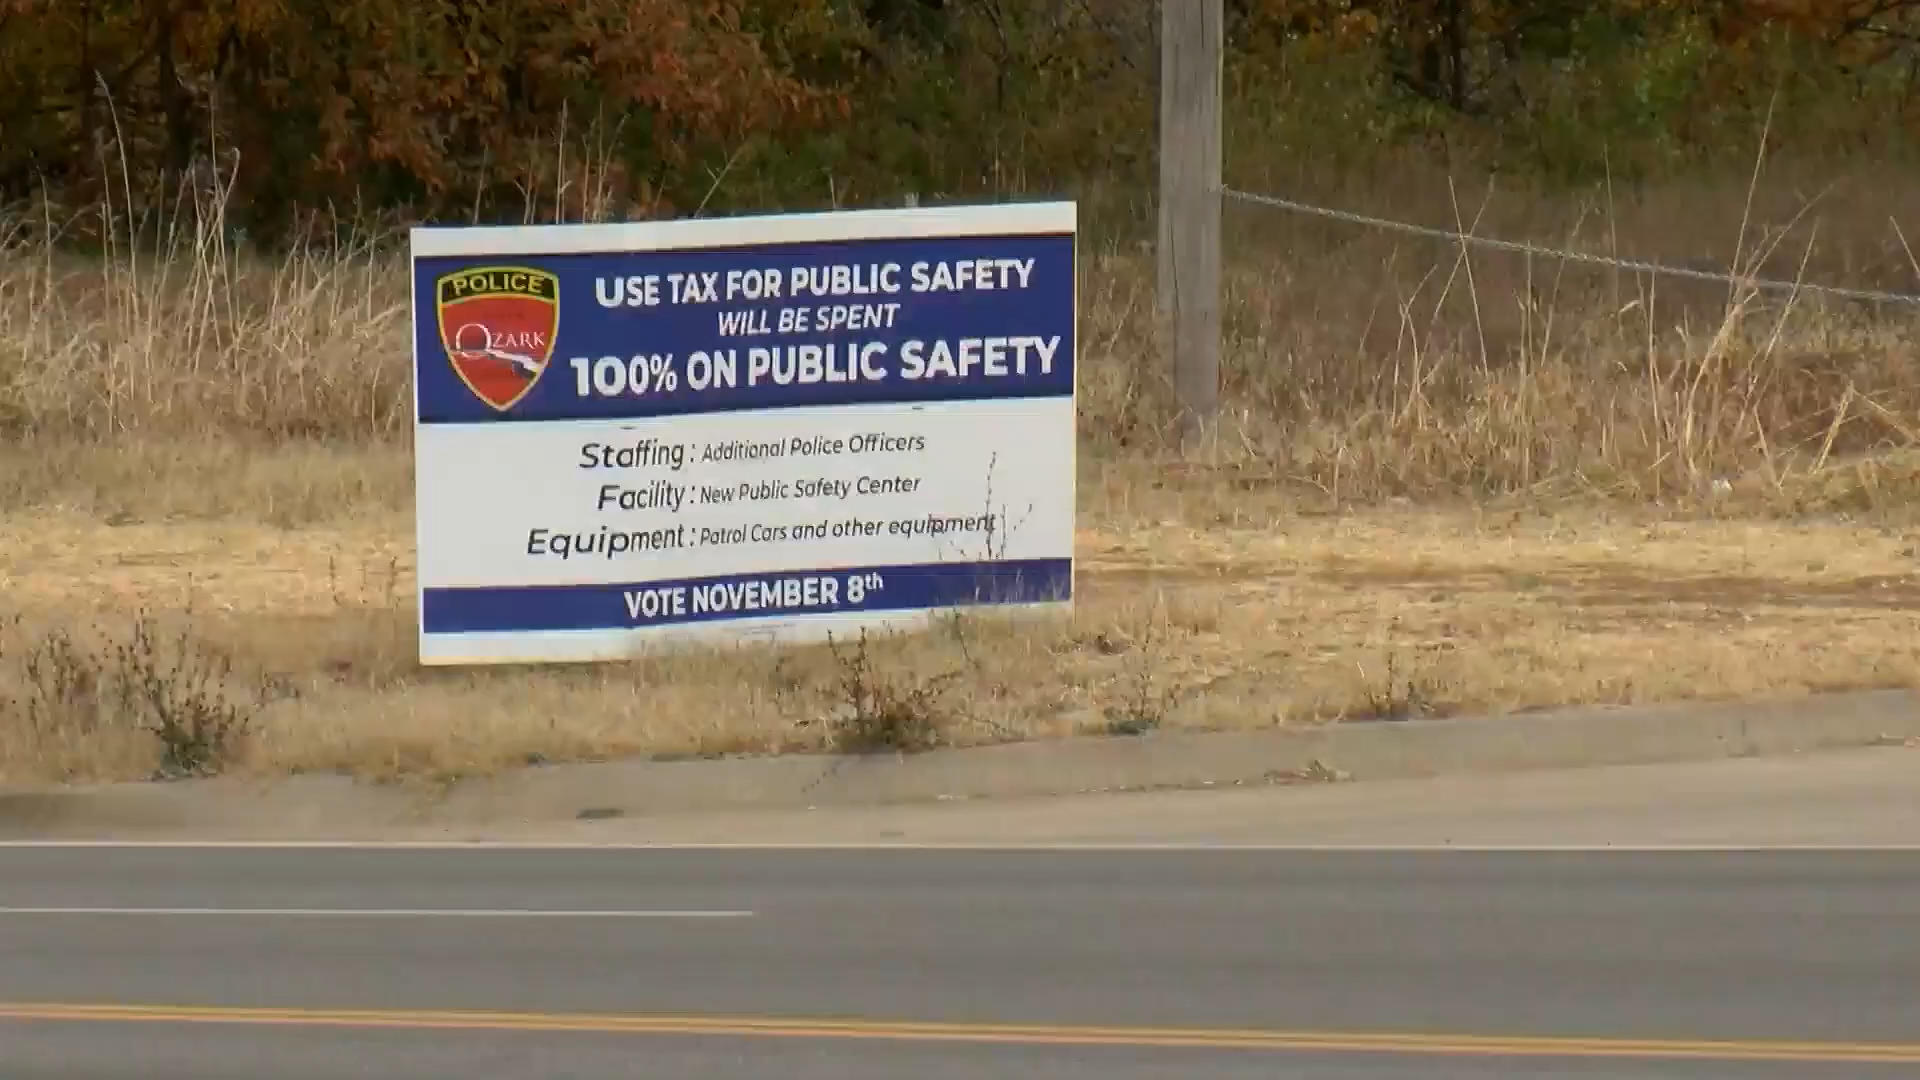 POLICE
OZARK
USE TAX FOR PUBLIC SAFETY
WILL BE SPENT
100% ON PUBLIC SAFETY
Staffing: Additional Police Officers
Facility: New Public Safety Center
Equipment: Patrol Cars and other equipment
VOTE NOVEMBER 8th